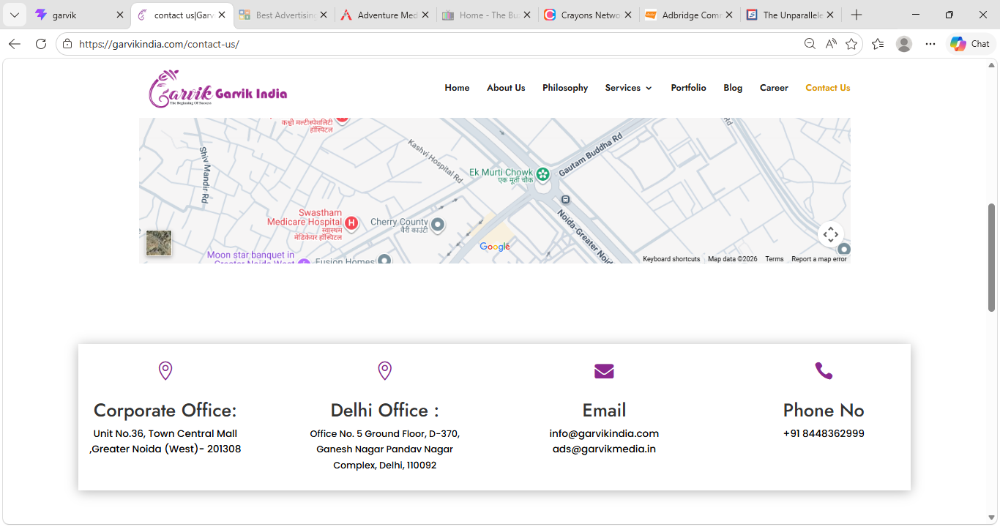 garvik
contact us|Garv
Best Advertising
Adventure Med
Home - The Bu
Crayons Netwo
Adbridge Com
The Unparallele
https://garvikindia.com/contact-us/
Chat
Garvik
The Beginning Of Success
Garvik India
Home
About Us
Philosophy
Services
Portfolio
Blog
Career
Contact Us
कश्वी मल्टीस्पेशलिटी
हॉस्पिटल
Shiv Mandir Rd
Kashvi Hospital Rd
Ek Murti Chowk
एक मूर्ती चौक
Gautam Buddha Rd
Rd
Swastham
Medicare Hospital
स्वास्थम
मेडिकेयर हॉस्पिटल
H
Cherry County
चैरी काउंटी
Noida-Greater Noi
Moon star banquet in
Greater Noida West
Fusion Homes
Google
Keyboard shortcuts
Map data ©2026
Terms
Report a map error
Corporate Office:
Unit No.36, Town Central Mall
,Greater Noida (West)- 201308
Delhi Office :
Office No. 5 Ground Floor, D-370,
Ganesh Nagar Pandav Nagar
Complex, Delhi, 110092
Email
info@garvikindia.com
ads@garvikmedia.in
Phone No
+91 8448362999